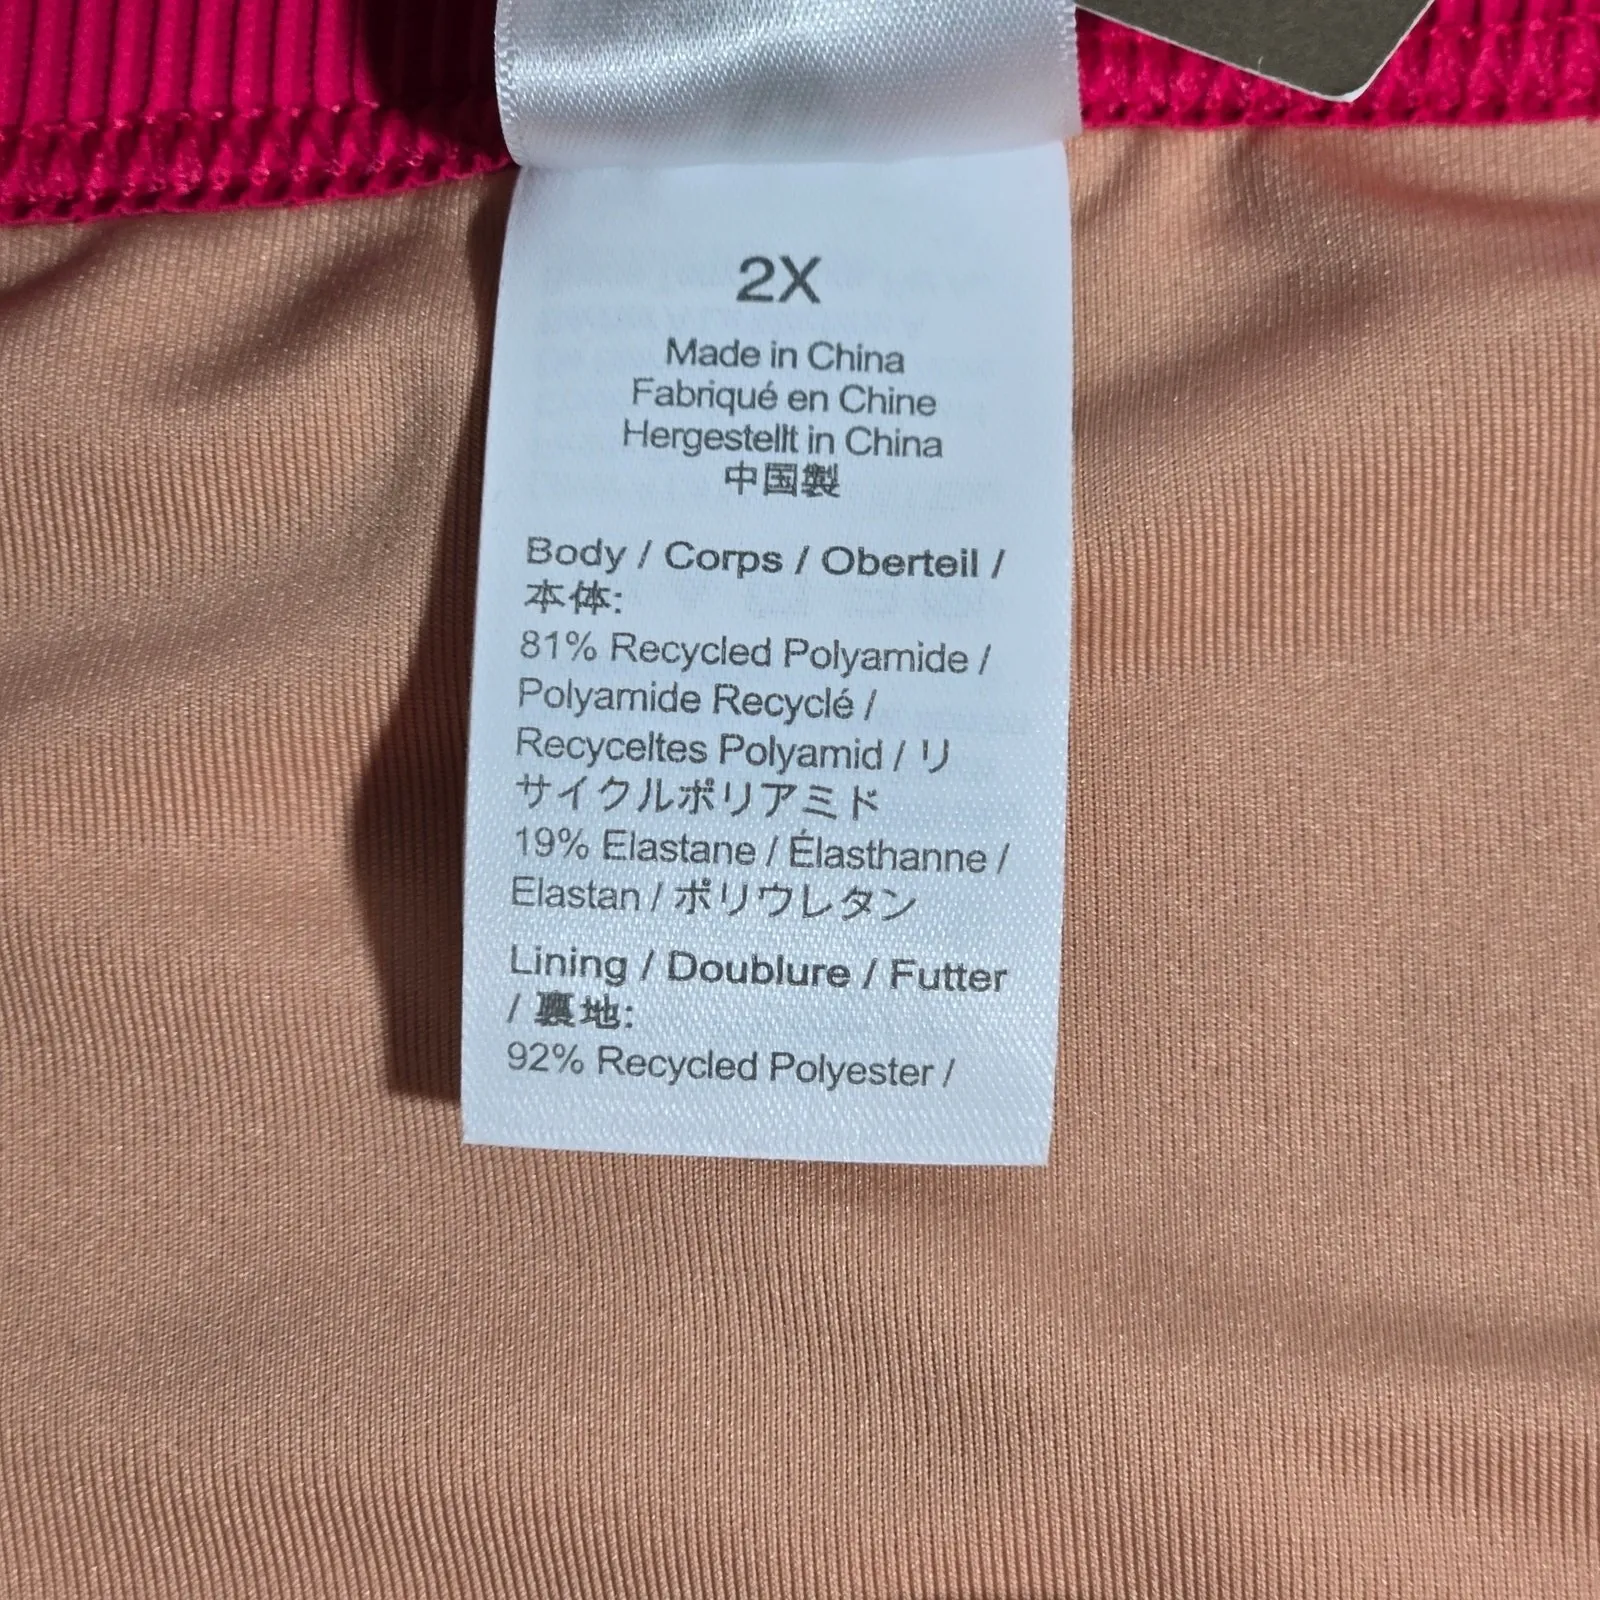 2X
Made in China
Fabriqué en Chine
Hergestellt in China
中国製
Body / Corps / Oberteil /
本体:
81% Recycled Polyamide /
Polyamide Recyclé /
Recyceltes Polyamid / リ
サイクルポリアミド
19% Elastane / Élasthanne /
Elastan / ポリウレタン
Lining / Doublure / Futter
/ 裏地:
92% Recycled Polyester /